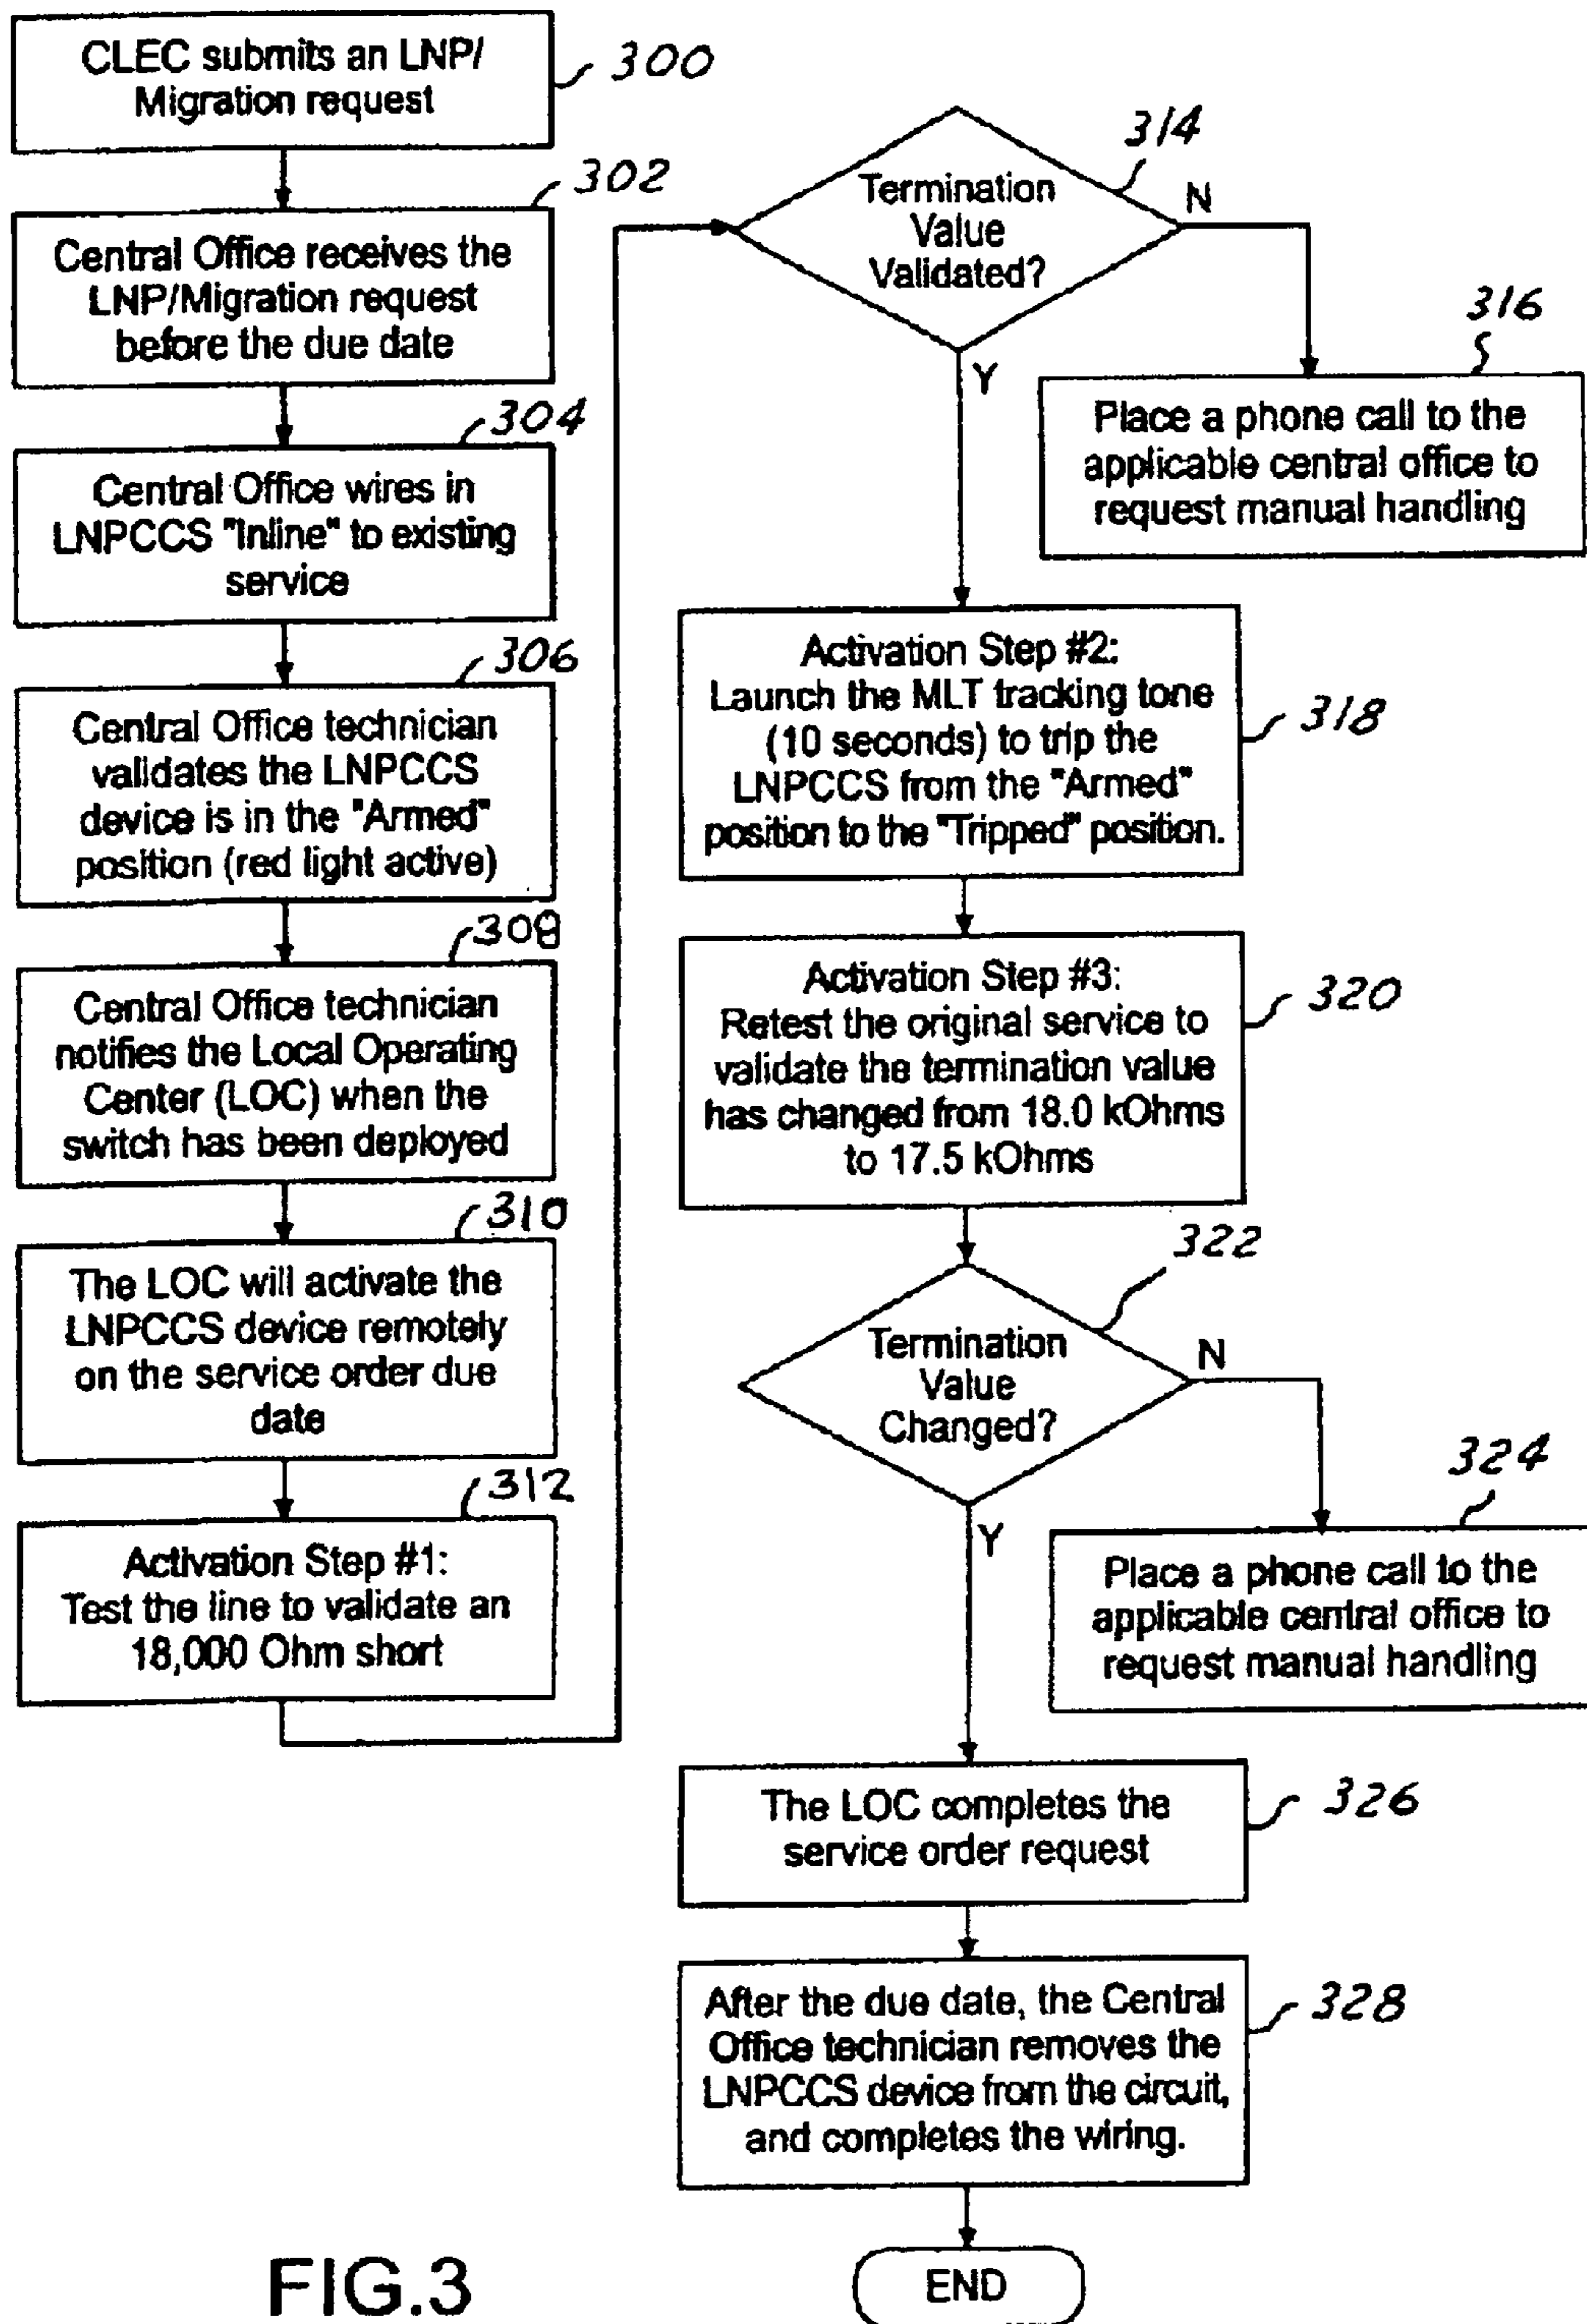 CLEC submits an LNP/
Migration request
300
302
Central Office receives the
LNP/Migration request
before the due date
304
Central Office wires in
LNPCCS "Inline" to existing
service
306
Central Office technician
validates the LNPCCS
device is in the "Armed"
position (red light active)
308
Central Office technician
notifies the Local Operating
Center (LOC) when the
switch has been deployed
310
The LOC will activate the
LNPCCS device remotely
on the service order due
date
312
Activation Step #1:
Test the line to validate an
18,000 Ohm short
314
Termination
Value
Validated?
N
Y
316
Place a phone call to the
applicable central office to
request manual handling
Activation Step #2:
Launch the MLT tracking tone
(10 seconds) to trip the
LNPCCS from the "Armed"
position to the "Tripped" position.
318
Activation Step #3:
Retest the original service to
validate the termination value
has changed from 18.0 kOhms
to 17.5 kOhms
320
322
Termination
Value
Changed?
N
Y
324
Place a phone call to the
applicable central office to
request manual handling
The LOC completes the
service order request
326
After the due date, the Central
Office technician removes the
LNPCCS device from the circuit,
and completes the wiring.
328
END
FIG.3